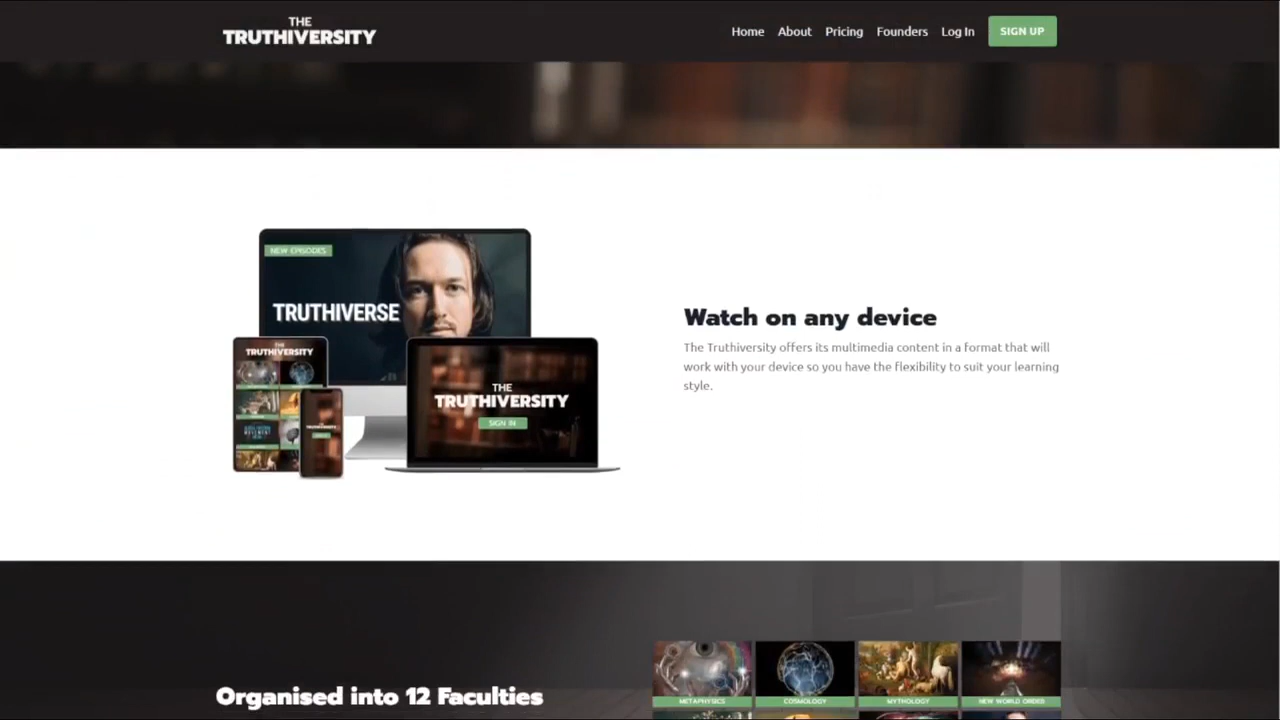 THE
TRUTHIVERSITY
Home About Pricing Founders Log In SIGN UP
NEW EPISODES
TRUTHIVERSE
THE
TRUTHIVERSITY
THE
TRUTHIVERSITY
SIGN IN
Watch on any device
The Truthiversity offers its multimedia content in a format that will
work with your device so you have the flexibility to suit your learning
style.
Organised into 12 Faculties
METAPHYSICS COSMOLOGY MYTHOLOGY NEW WORLD ORDER